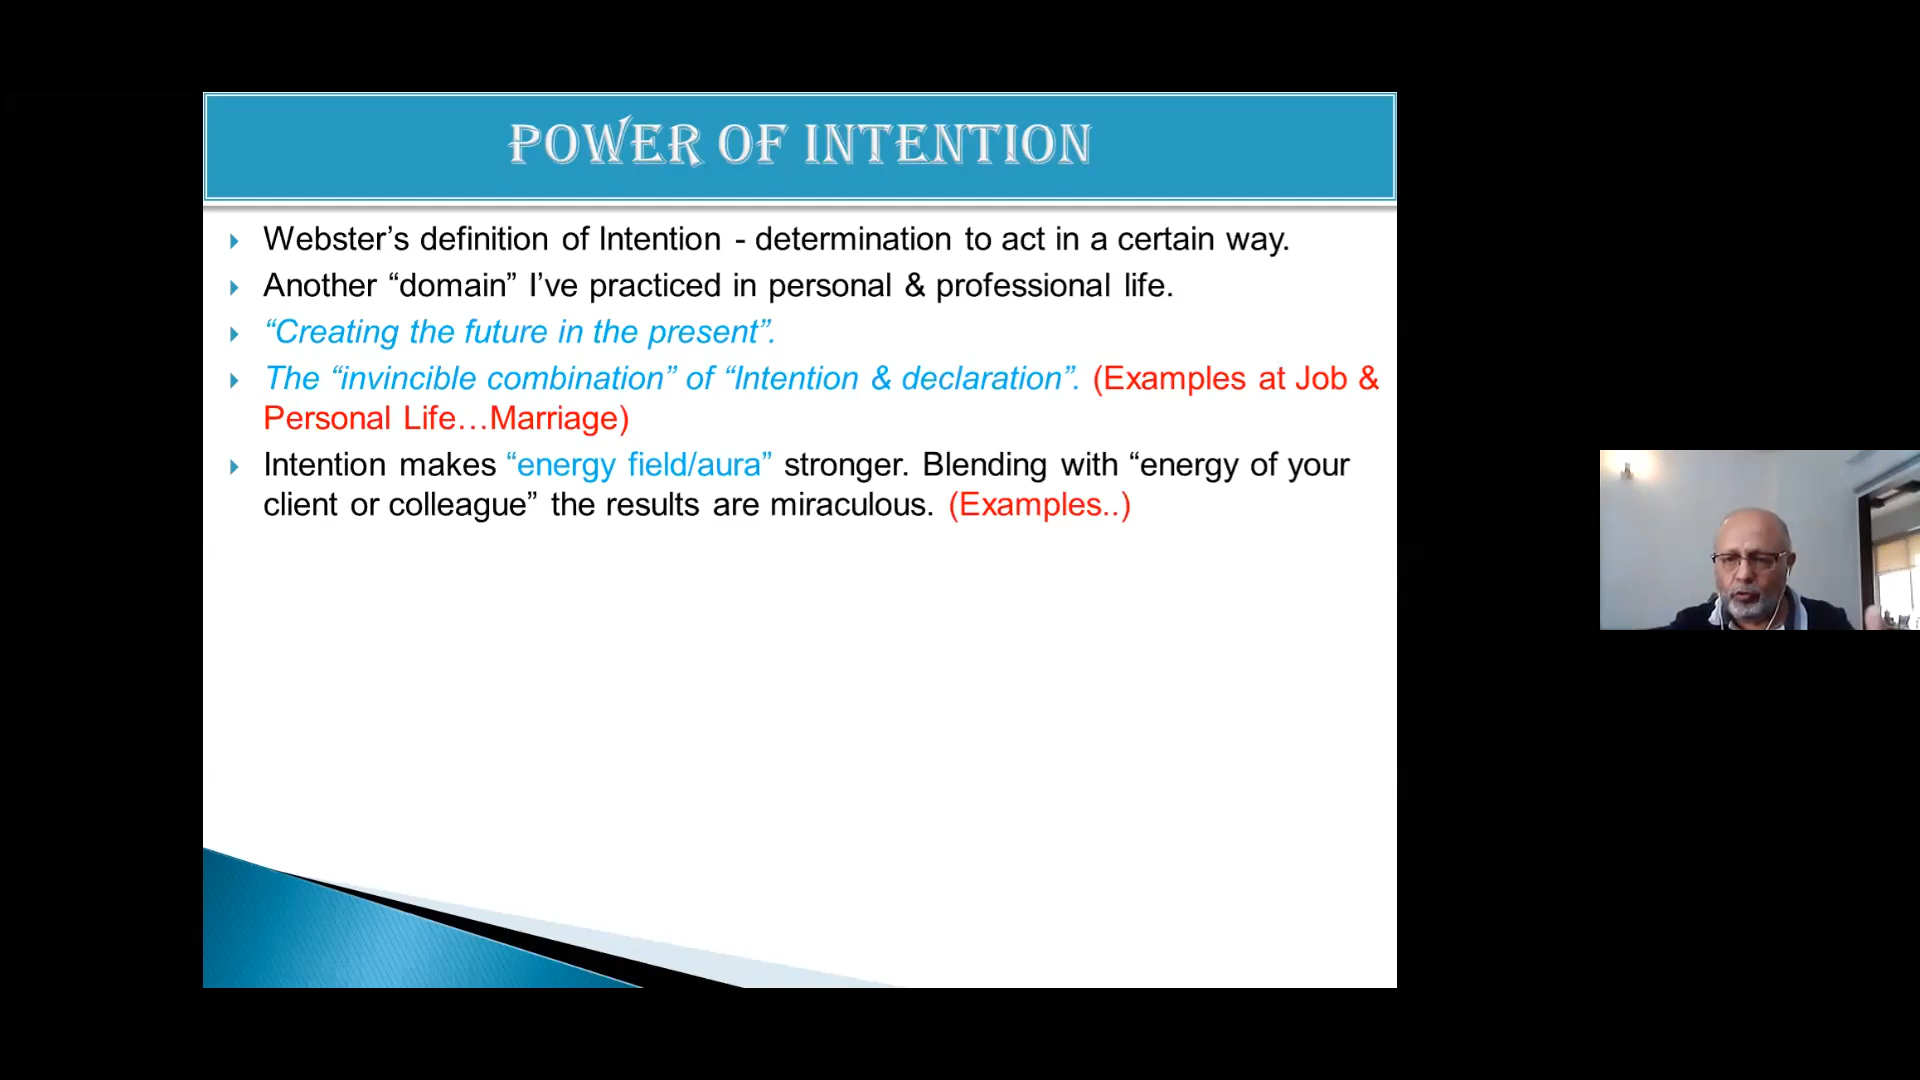 POWER OF INTENTION
Webster’s definition of Intention - determination to act in a certain way.
Another “domain” I’ve practiced in personal & professional life.
“Creating the future in the present”.
The “invincible combination” of “Intention & declaration”. (Examples at Job &
Personal Life…Marriage)
Intention makes “energy field/aura” stronger. Blending with “energy of your
client or colleague” the results are miraculous. (Examples..)